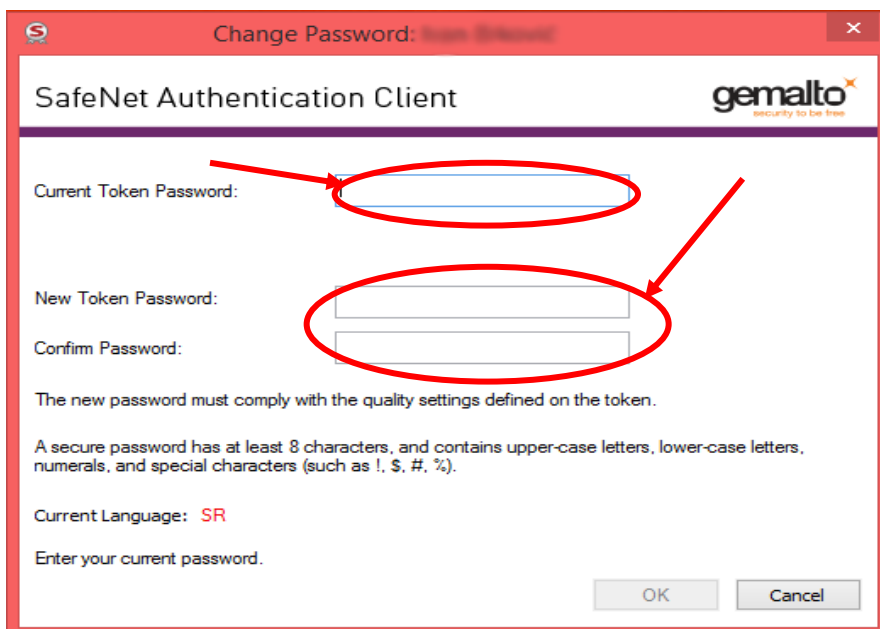 Change Password:
SafeNet Authentication Client
gemalto
security to be free
Current Token Password:
New Token Password:
Confirm Password:
The new password must comply with the quality settings defined on the token.
A secure password has at least 8 characters, and contains upper-case letters, lower-case letters,
numerals, and special characters (such as !, $, #, %).
Current Language: SR
Enter your current password.
OK Cancel